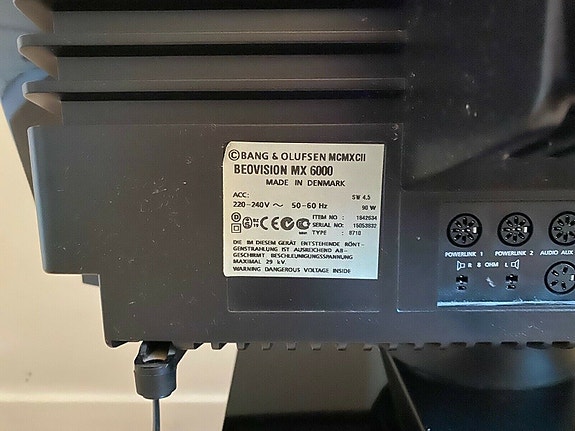 ©BANG & OLUFSEN MCMXCII
BEOVISION MX 6000
MADE IN DENMARK
ACC: SW 4,5
220-240V ~ 50-60 Hz 90 W
ITEM NO : 1842634
CE SERIAL NO: 15053832
TYPE : 8710
DIE IM DIESEM GERÄT ENTSTEHENDE RÖNT-
GENSTRAHLUNG IST AUSREICHEND AB-
GESCHIRMT BESCHLEUNIGUNGSSPANNUNG
MAXIMAL 29 kV.
WARNING DANGEROUS VOLTAGE INSIDE
POWERLINK 1 POWERLINK 2 AUDIO AUX
R 8 OHM L